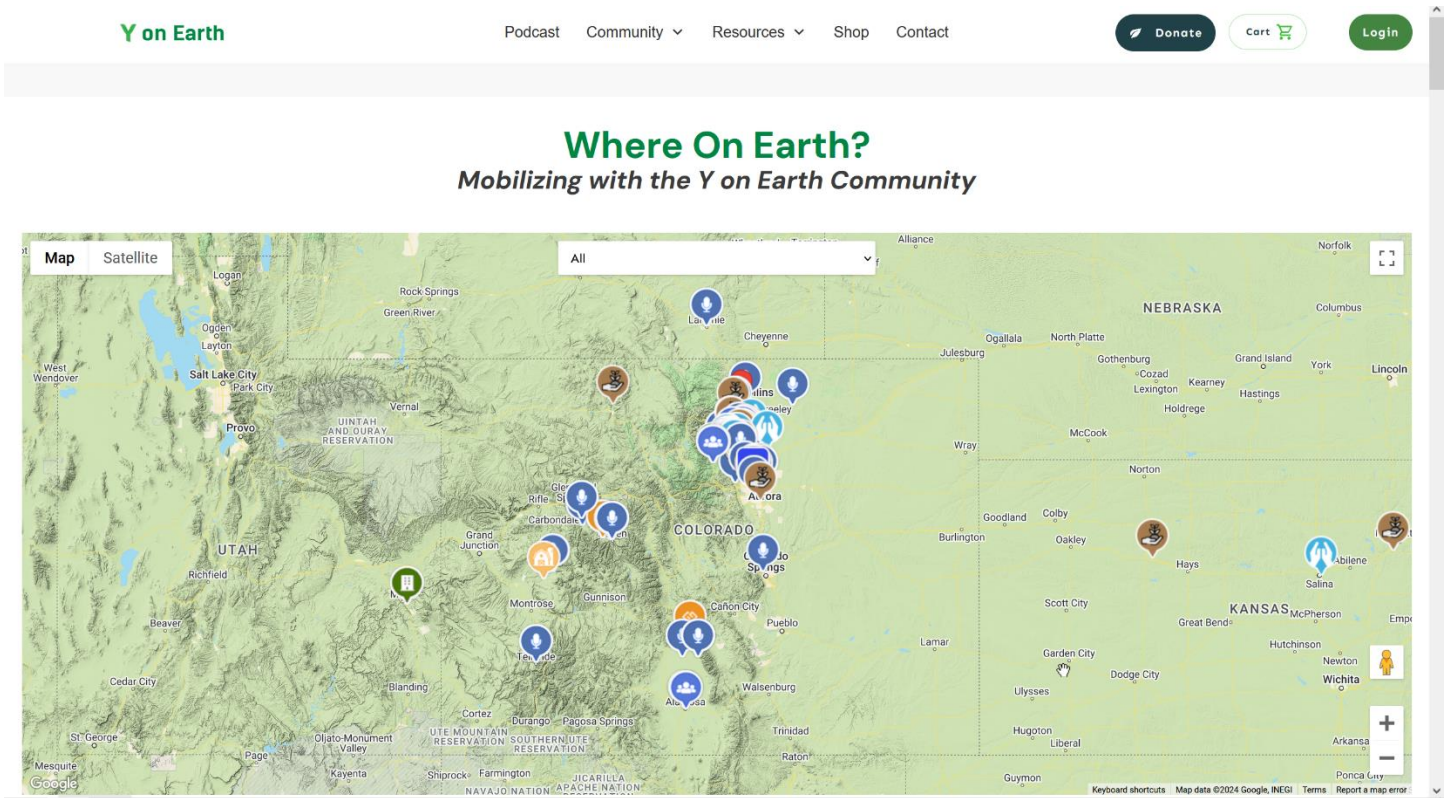 Y on Earth
Podcast
Community
Resources
Shop
Contact
Donate
Cart
Login
Where On Earth?
Mobilizing with the Y on Earth Community
Map
Satellite
All
Alliance
Norfolk
Logan
Rock Springs
Green River
NEBRASKA
Columbus
Ogden
Layton
Cheyenne
Ogallala
North Platte
Julesburg
Gothenburg
Grand Island
York
Lincoln
West Wendover
Salt Lake City
Park City
Cozad
Lexington
Kearney
Hastings
Vernal
Holdrege
Provo
UINTAH
AND OURAY
RESERVATION
McCook
Wray
Norton
Rifle
Carbondale
COLORADO
Goodland
Colby
Grand
Junction
Burlington
Oakley
UTAH
Hays
Abilene
Richfield
Salina
Montrose
Gunnison
Cañon City
Scott City
KANSAS
McPherson
Beaver
Pueblo
Great Bend
Lamar
Hutchinson
Garden City
Newton
Cedar City
Blanding
Walsenburg
Dodge City
Wichita
Ulysses
Cortez
Durango
Pagosa Springs
St. George
Oljato-Monument
Valley
UTE MOUNTAIN
RESERVATION
SOUTHERN UTE
RESERVATION
Trinidad
Hugoton
Liberal
Page
Raton
Mesquite
Kayenta
Shiprock
Farmington
JICARILLA
APACHE NATION
NAVAJO NATION
Guymon
Ponca City
Google
Keyboard shortcuts
Map data ©2024 Google, INEGI
Terms
Report a map error